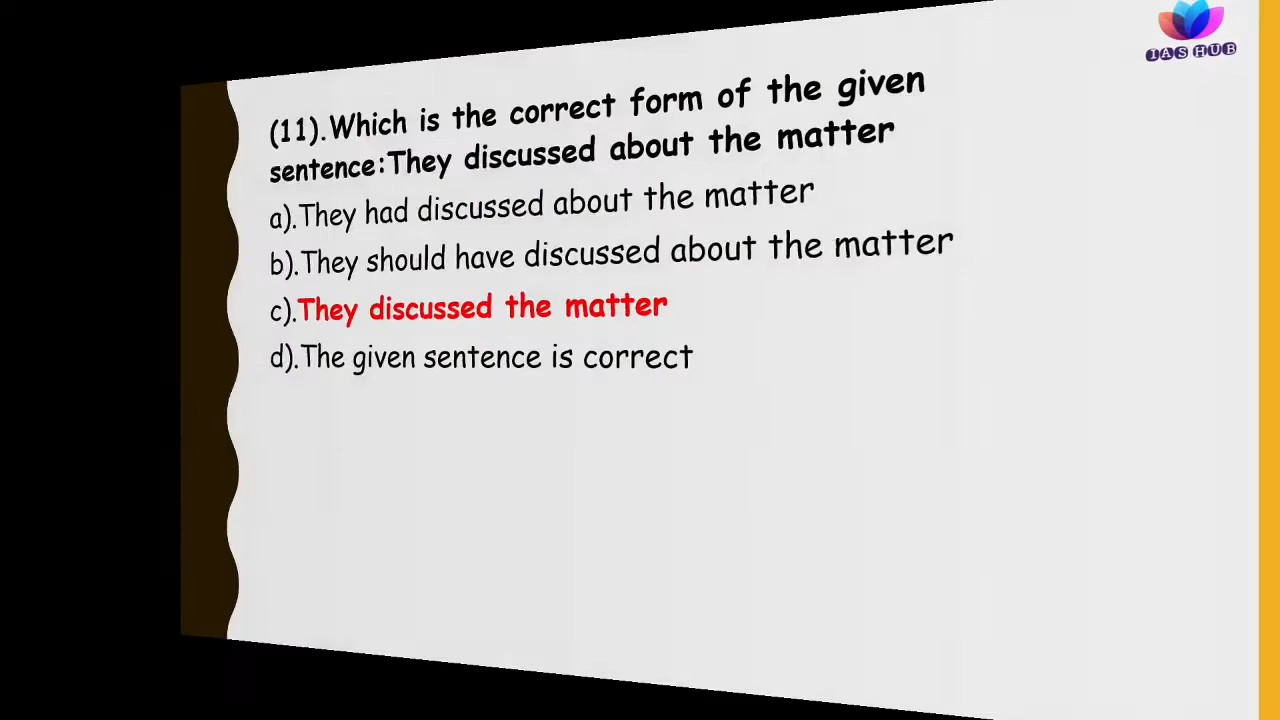 IAS HUB
(11).Which is the correct form of the given
sentence:They discussed about the matter
a).They had discussed about the matter
b).They should have discussed about the matter
c).They discussed the matter
d).The given sentence is correct